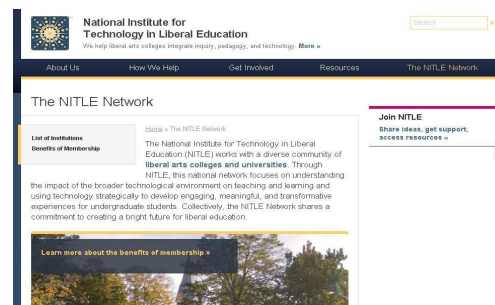 National Institute for
Technology in Liberal Education
We help liberal arts colleges integrate inquiry, pedagogy, and technology. More »
Search
About Us How We Help Get Involved Resources The NITLE Network
The NITLE Network
List of Institutions
Benefits of Membership
Home > The NITLE Network
The National Institute for Technology in Liberal
Education (NITLE) works with a diverse community of
liberal arts colleges and universities. Through
NITLE, this national network focuses on understanding
the impact of the broader technological environment on teaching and learning and
using technology strategically to develop engaging, meaningful, and transformative
experiences for undergraduate students. Collectively, the NITLE Network shares a
commitment to creating a bright future for liberal education.
Learn more about the benefits of membership »
Join NITLE
Share ideas, get support,
access resources »